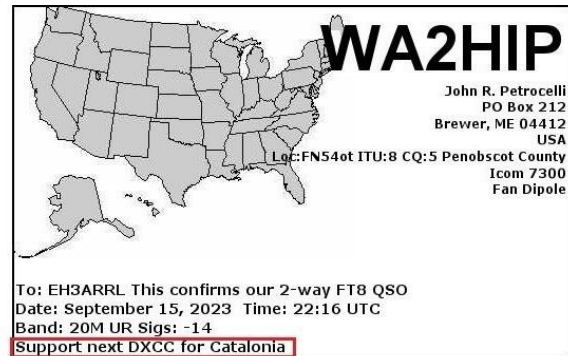 WA2HIP
John R. Petrocelli
PO Box 212
Brewer, ME 04412
USA
Loc:FN54ot ITU:8 CQ:5 Penobscot County
Icom 7300
Fan Dipole
To: EH3ARRL This confirms our 2-way FT8 QSO
Date: September 15, 2023 Time: 22:16 UTC
Band: 20M UR Sigs: -14
Support next DXCC for Catalonia